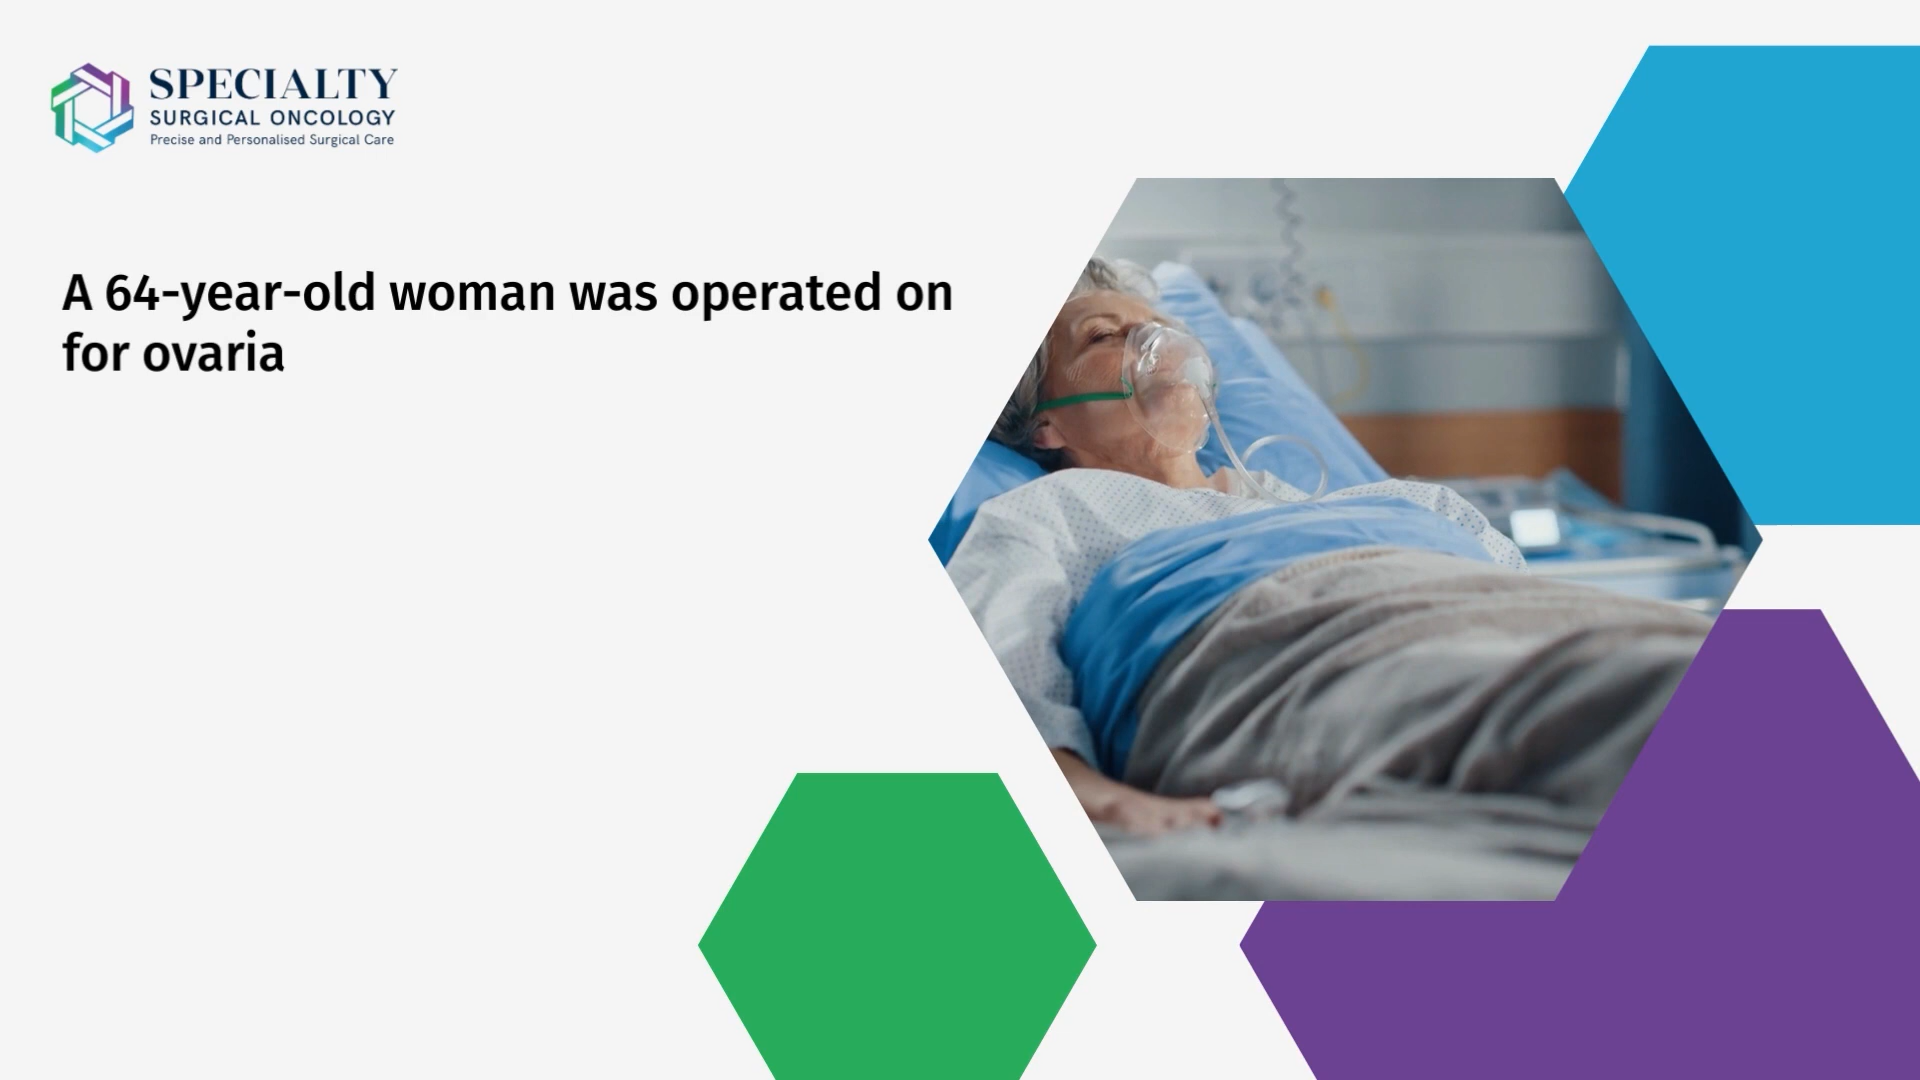 SPECIALTY
SURGICAL ONCOLOGY
Precise and Personalised Surgical Care
A 64-year-old woman was operated on
for ovaria